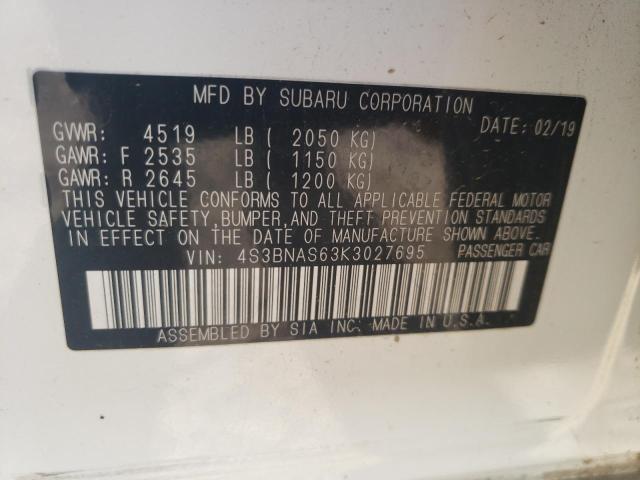 MFD BY SUBARU CORPORATION
DATE: 02/19
GVWR: 4519 LB ( 2050 KG)
GAWR: F 2535 LB ( 1150 KG)
GAWR: R 2645 LB ( 1200 KG)
THIS VEHICLE CONFORMS TO ALL APPLICABLE FEDERAL MOTOR
VEHICLE SAFETY, BUMPER, AND THEFT PREVENTION STANDARDS
IN EFFECT ON THE DATE OF MANUFACTURE SHOWN ABOVE.
VIN: 4S3BNAS63K3027695 PASSENGER CAR
ASSEMBLED BY SIA INC: MADE IN U.S.A.